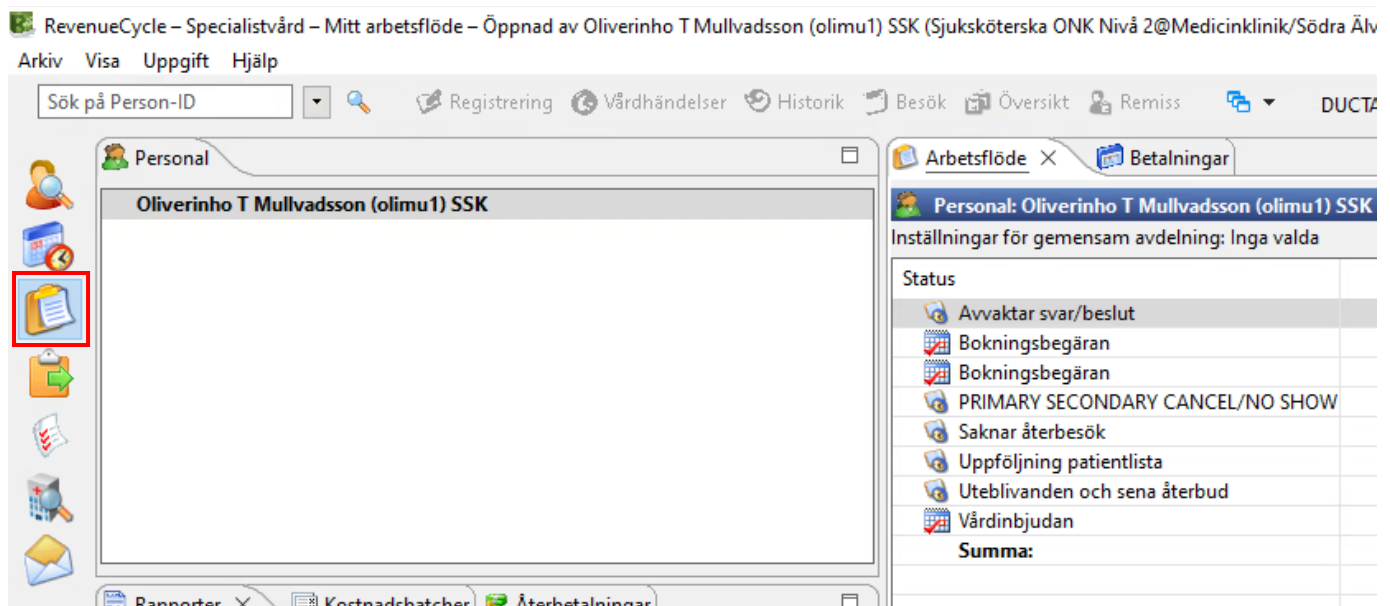 RevenueCycle – Specialistvård – Mitt arbetsflöde – Öppnad av Oliverinho T Mullvadsson (olimu1) SSK (Sjuksköterska ONK Nivå 2@Medicinklinik/Södra Älv
Arkiv Visa Uppgift Hjälp
Sök på Person-ID Registrering Vårdhändelser Historik Besök Översikt Remiss DUCTA
Personal
Oliverinho T Mullvadsson (olimu1) SSK
Arbetsflöde Betalningar
Personal: Oliverinho T Mullvadsson (olimu1) SSK
Inställningar för gemensam avdelning: Inga valda
Status
Avvaktar svar/beslut
Bokningsbegäran
Bokningsbegäran
PRIMARY SECONDARY CANCEL/NO SHOW
Saknar återbesök
Uppföljning patientlista
Uteblivanden och sena återbud
Vårdinbjudan
Summa:
Rapporter Kostnadsbatcher Återbetalningar